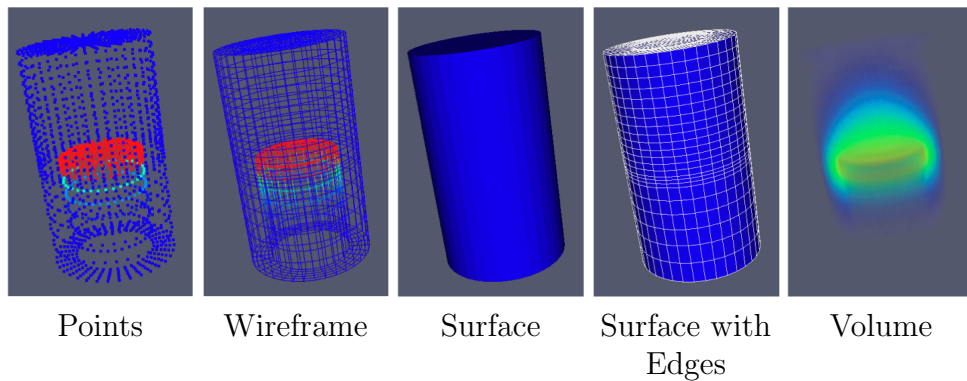 Points
Wireframe
Surface
Surface with
Edges
Volume